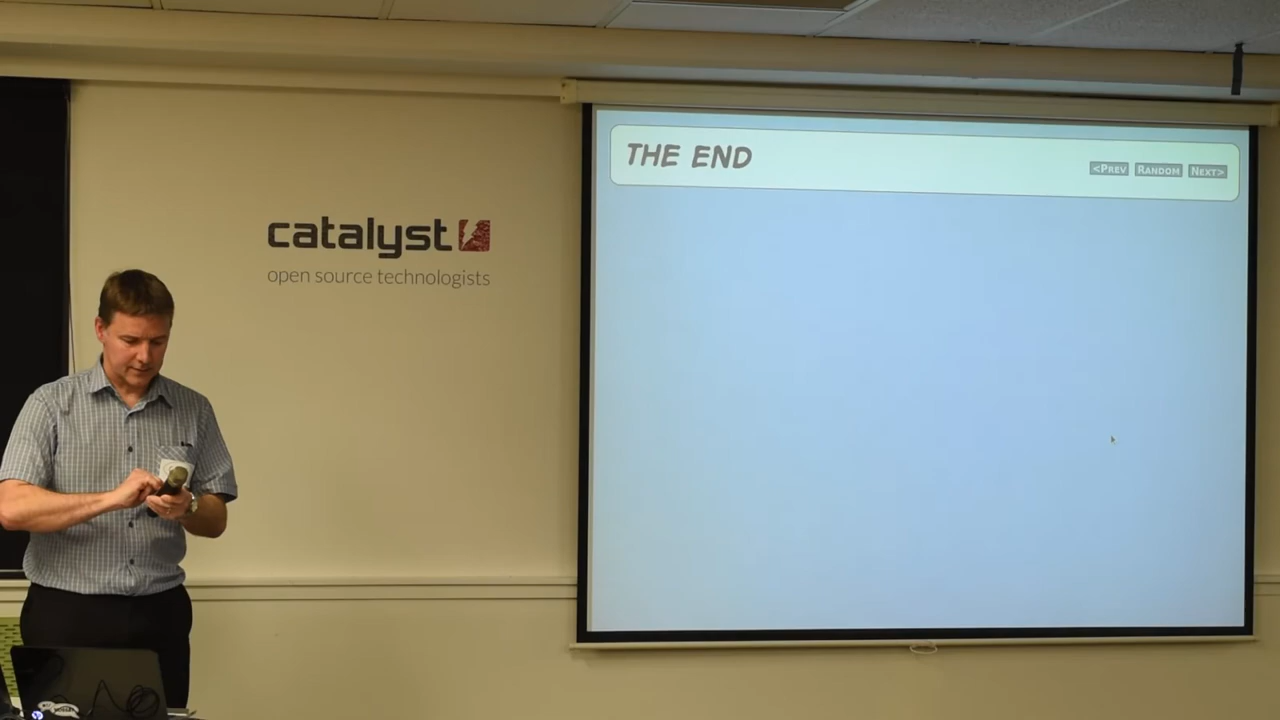 THE END
<PREV RANDOM NEXT>
catalyst
open source technologists